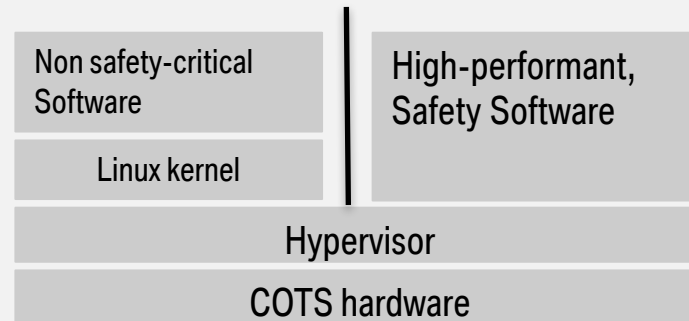 Non safety-critical
Software
High-performant,
Safety Software
Linux kernel
Hypervisor
COTS hardware